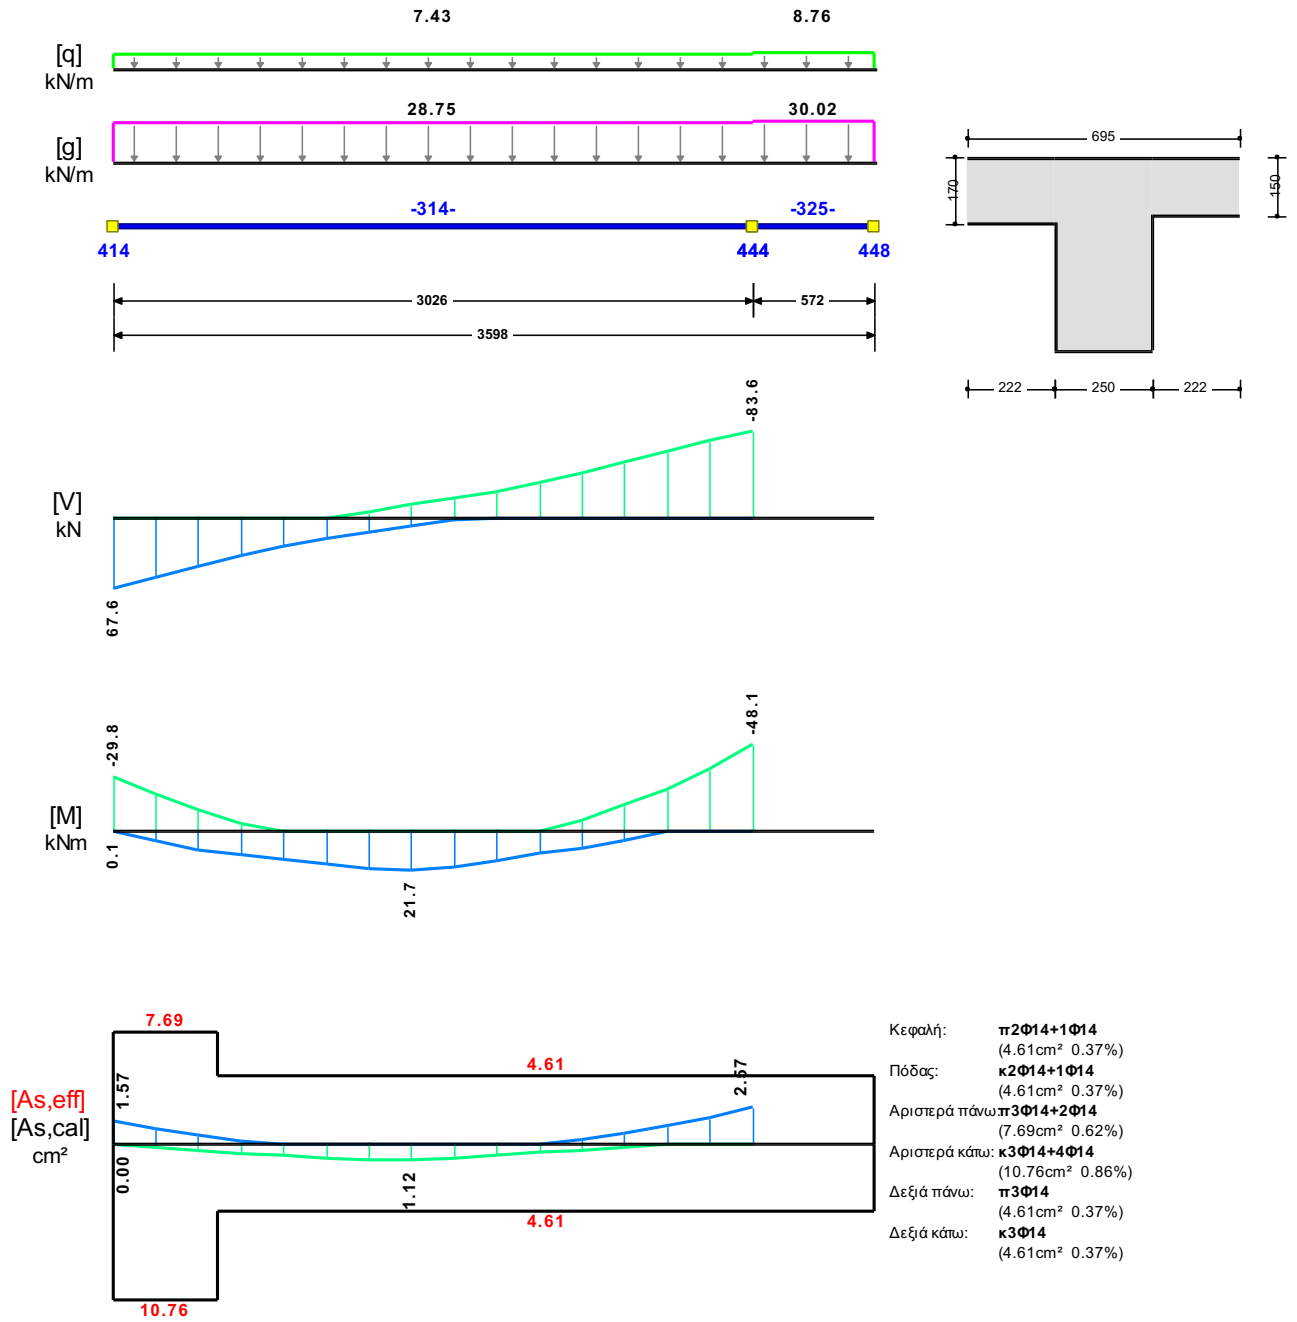 7.43 8.76
[q]
kN/m
28.75 30.02
[g]
kN/m
695
170 150
-314- -325-
414 444 448
3026 572
3598
222 250 222
-83.6
[V]
kN
67.6
-29.8 -48.1
[M]
kNm
0.1
21.7
7.69
4.61
1.57 2.57
[As,eff]
[As,cal]
cm²
0.00 1.12
4.61
10.76
Κεφαλή: π2Φ14+1Φ14
(4.61cm² 0.37%)
Πόδας: κ2Φ14+1Φ14
(4.61cm² 0.37%)
Αριστερά πάνω: π3Φ14+2Φ14
(7.69cm² 0.62%)
Αριστερά κάτω: κ3Φ14+4Φ14
(10.76cm² 0.86%)
Δεξιά πάνω: π3Φ14
(4.61cm² 0.37%)
Δεξιά κάτω: κ3Φ14
(4.61cm² 0.37%)